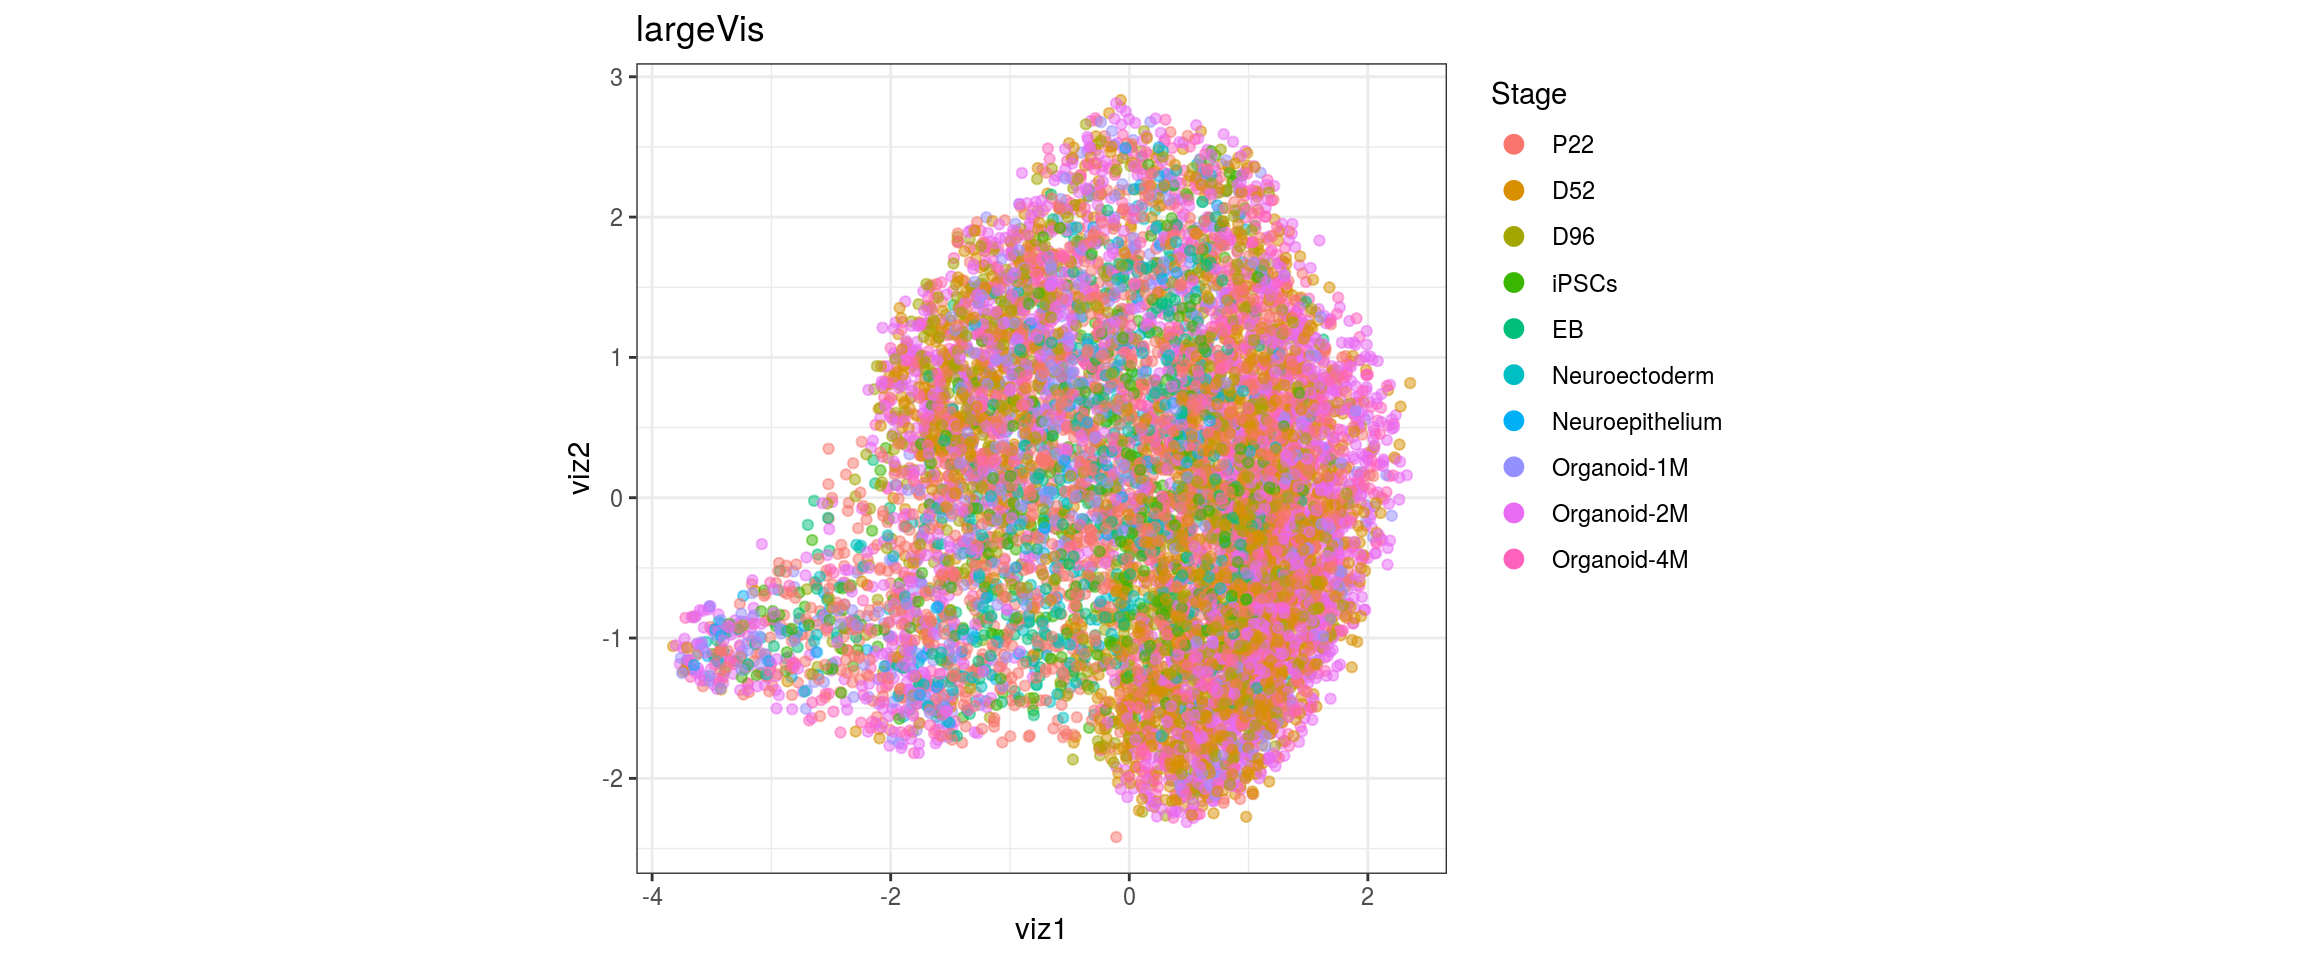 largeVis
3
2
1
0
-1
-2
viz2
-4 -2 0 2
viz1
Stage
P22
D52
D96
iPSCs
EB
Neuroectoderm
Neuroepithelium
Organoid-1M
Organoid-2M
Organoid-4M